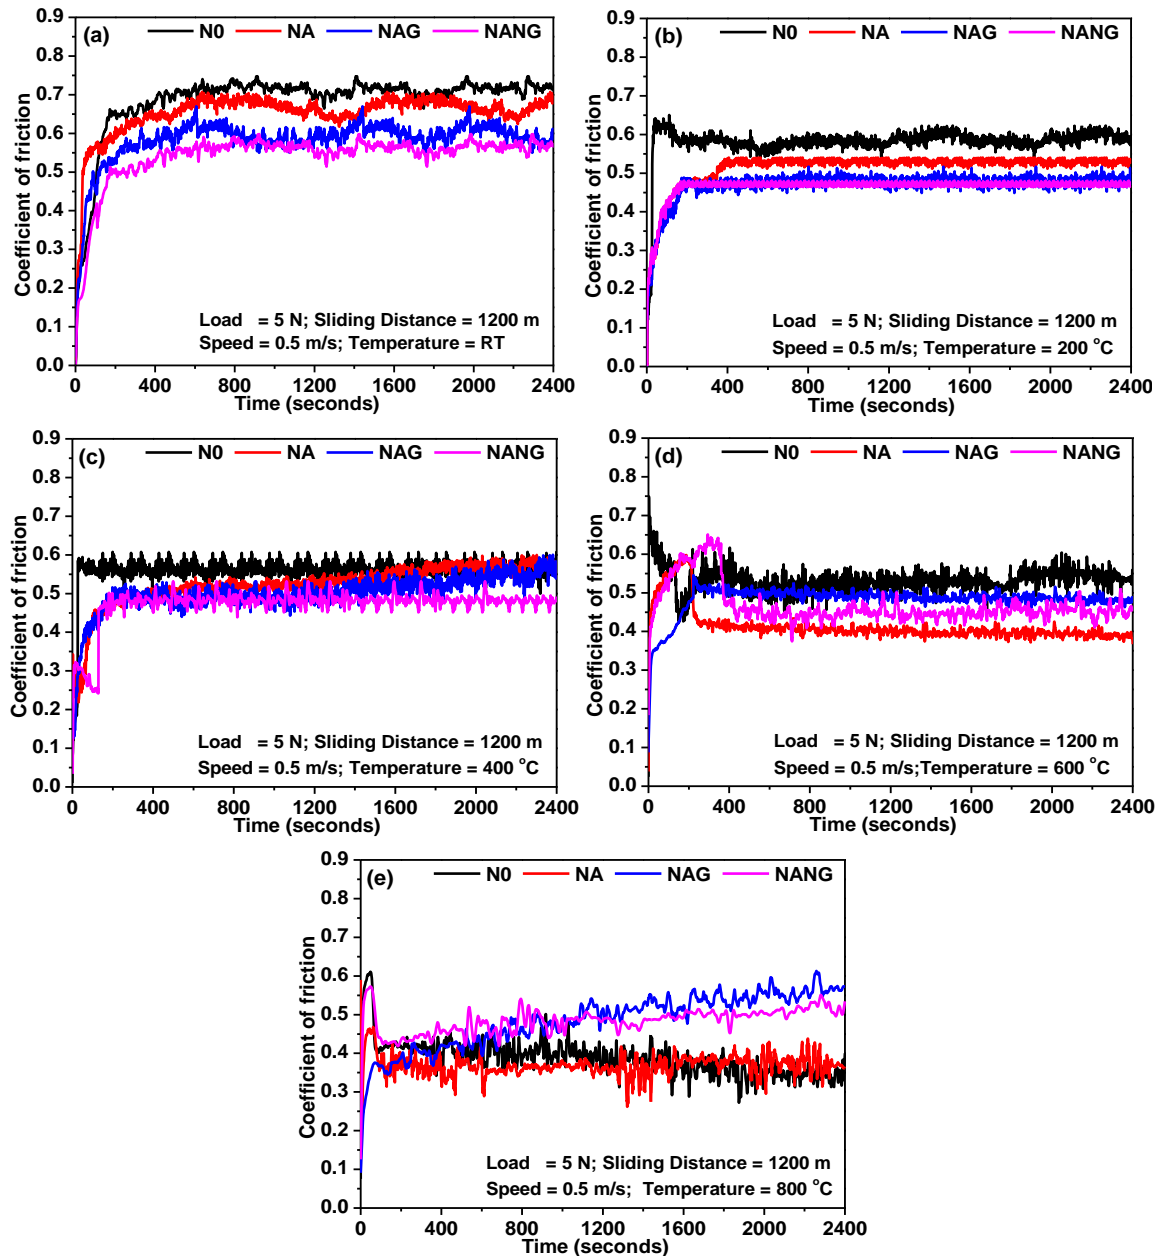 (a) N0 NA NAG NANG
Coefficient of friction
0.9
0.8
0.7
0.6
0.5
0.4
0.3
0.2
0.1
0.0
Load = 5 N; Sliding Distance = 1200 m
Speed = 0.5 m/s; Temperature = RT
0 400 800 1200 1600 2000 2400
Time (seconds)
(b) N0 NA NAG NANG
Coefficient of friction
0.9
0.8
0.7
0.6
0.5
0.4
0.3
0.2
0.1
0.0
Load = 5 N; Sliding Distance = 1200 m
Speed = 0.5 m/s; Temperature = 200 °C
0 400 800 1200 1600 2000 2400
Time (seconds)
(c) N0 NA NAG NANG
Coefficient of friction
0.9
0.8
0.7
0.6
0.5
0.4
0.3
0.2
0.1
0.0
Load = 5 N; Sliding Distance = 1200 m
Speed = 0.5 m/s; Temperature = 400 °C
0 400 800 1200 1600 2000 2400
Time (seconds)
(d) N0 NA NAG NANG
Coefficient of friction
0.9
0.8
0.7
0.6
0.5
0.4
0.3
0.2
0.1
0.0
Load = 5 N; Sliding Distance = 1200 m
Speed = 0.5 m/s;Temperature = 600 °C
0 400 800 1200 1600 2000 2400
Time (seconds)
(e) N0 NA NAG NANG
Coefficient of friction
0.9
0.8
0.7
0.6
0.5
0.4
0.3
0.2
0.1
0.0
Load = 5 N; Sliding Distance = 1200 m
Speed = 0.5 m/s; Temperature = 800 °C
0 400 800 1200 1600 2000 2400
Time (seconds)